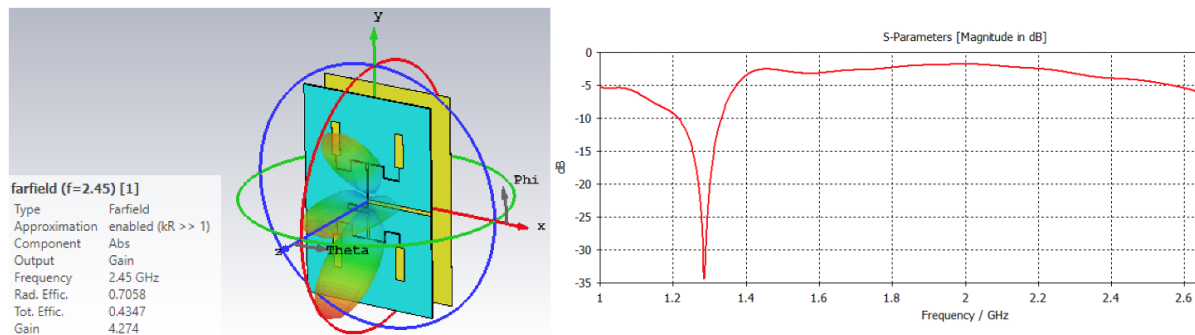 y
Phi
x
z
Theta
farfield (f=2.45) [1]
Type Farfield
Approximation enabled (kR >> 1)
Component Abs
Output Gain
Frequency 2.45 GHz
Rad. Effic. 0.7058
Tot. Effic. 0.4347
Gain 4.274
S-Parameters [Magnitude in dB]
0
-5
-10
-15
-20
-25
-30
-35
dB
1 1.2 1.4 1.6 1.8 2 2.2 2.4 2.6
Frequency / GHz